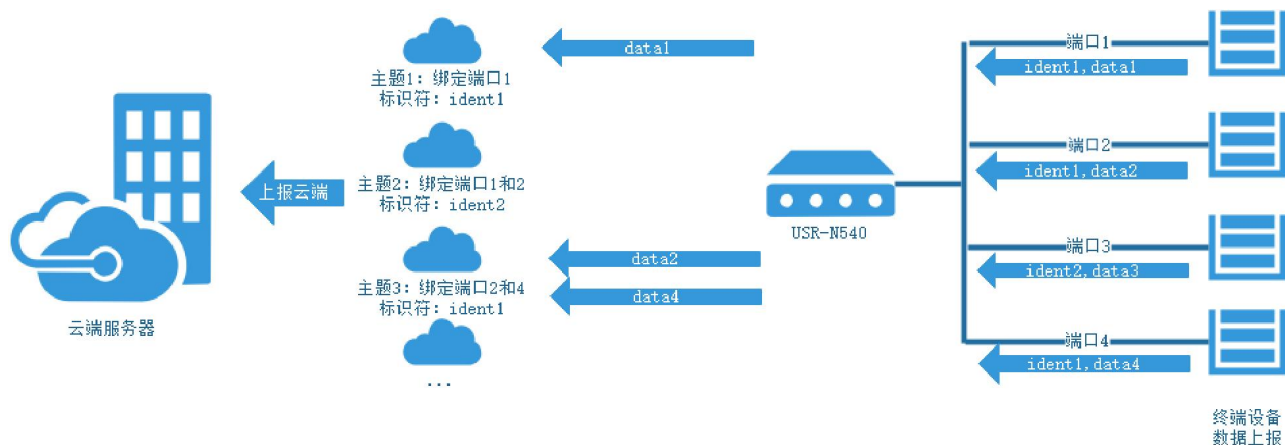 data1
主题1：绑定端口1
标识符：ident1
上报云端
主题2：绑定端口1和2
标识符：ident2
data2
主题3：绑定端口2和4
标识符：ident1
data4
...
云端服务器
USR-N540
端口1
ident1,data1
端口2
ident1,data2
端口3
ident2,data3
端口4
ident1,data4
终端设备
数据上报